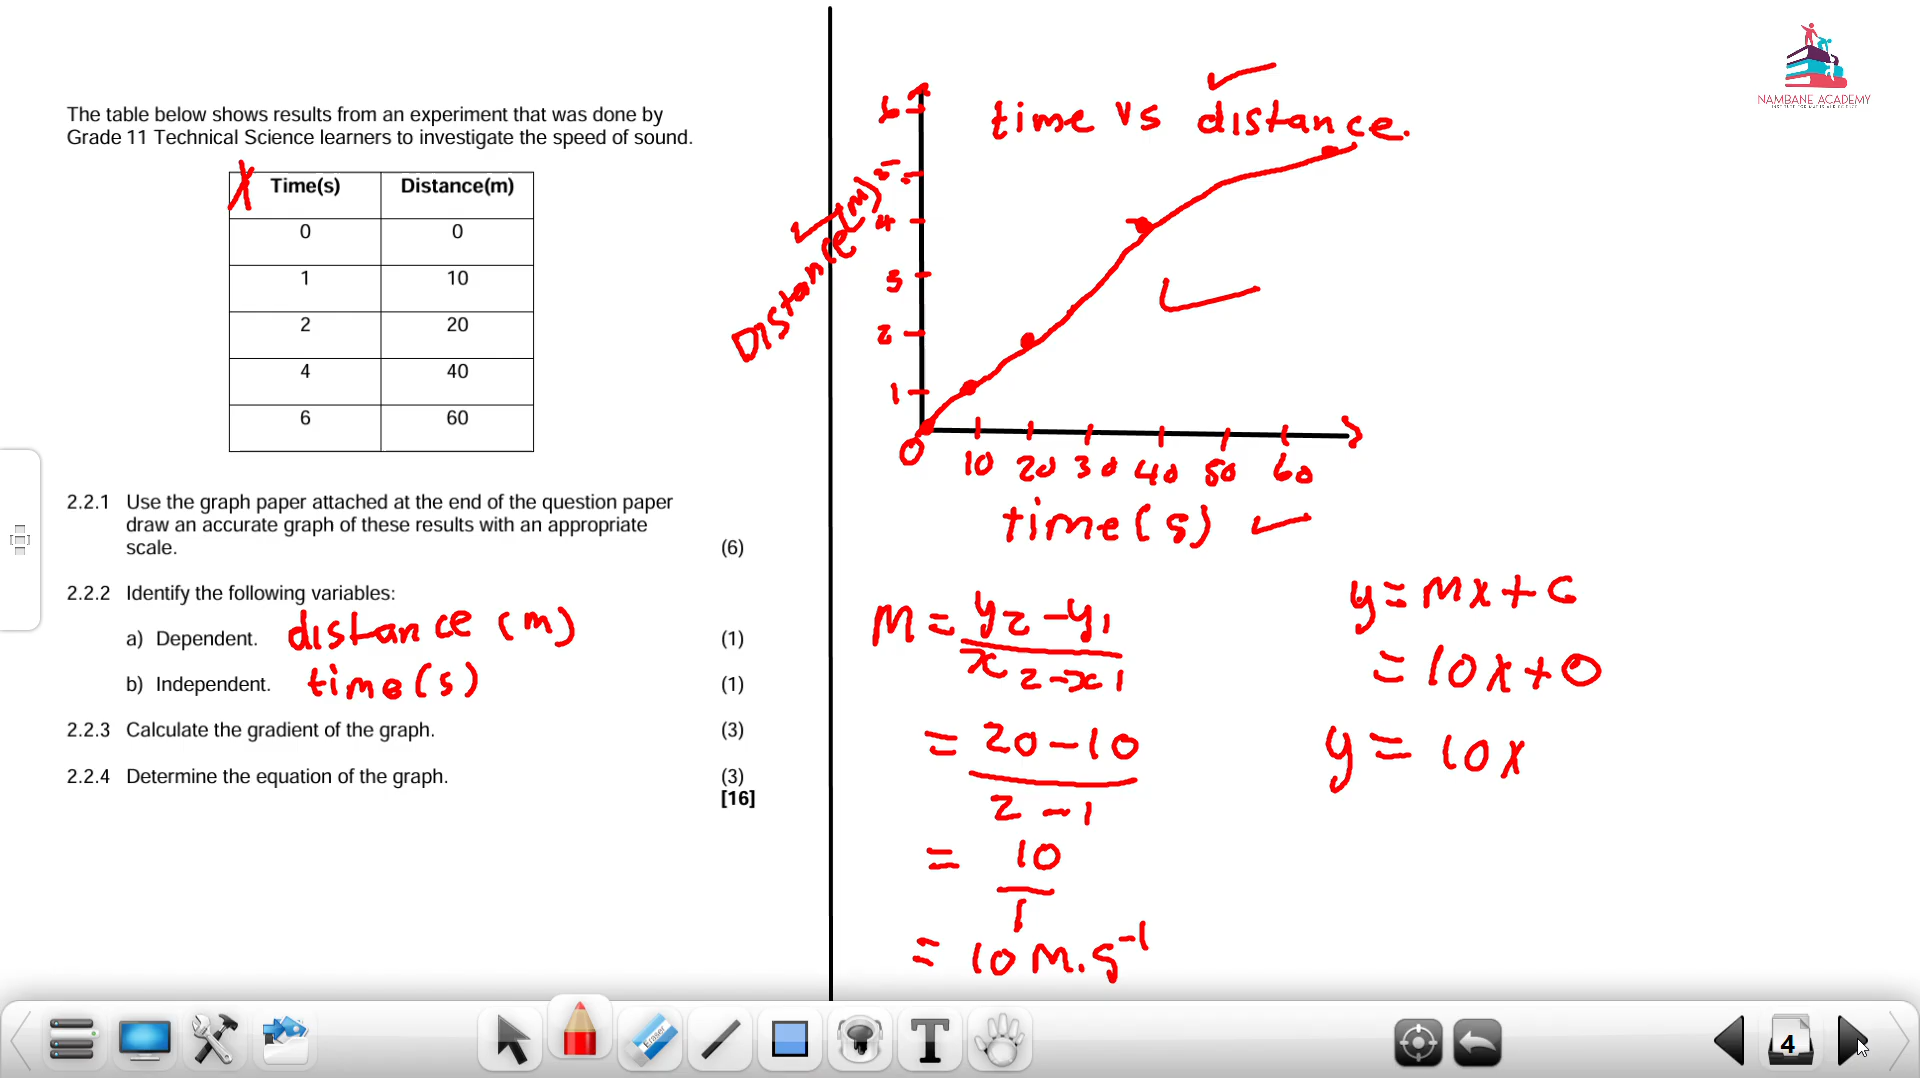 The table below shows results from an experiment that was done by
Grade 11 Technical Science learners to investigate the speed of sound.
X
Time(s) Distance(m)
0 0
1 10
2 20
4 40
6 60
2.2.1 Use the graph paper attached at the end of the question paper
draw an accurate graph of these results with an appropriate
scale. (6)
2.2.2 Identify the following variables:
a) Dependent. distance (m) (1)
b) Independent. time(s) (1)
2.2.3 Calculate the gradient of the graph. (3)
2.2.4 Determine the equation of the graph. (3)
[16]
time vs distance.
Distance(m)
6
5
4
3
2
1
0 10 20 30 40 50 60
time(s)
M = y2 - y1
x2 - x1
= 20 - 10
2 - 1
= 10
1
= 10 M.s-1
y = Mx + c
= 10x + 0
y = 10x
NAMBANE ACADEMY
Eraser
T
4